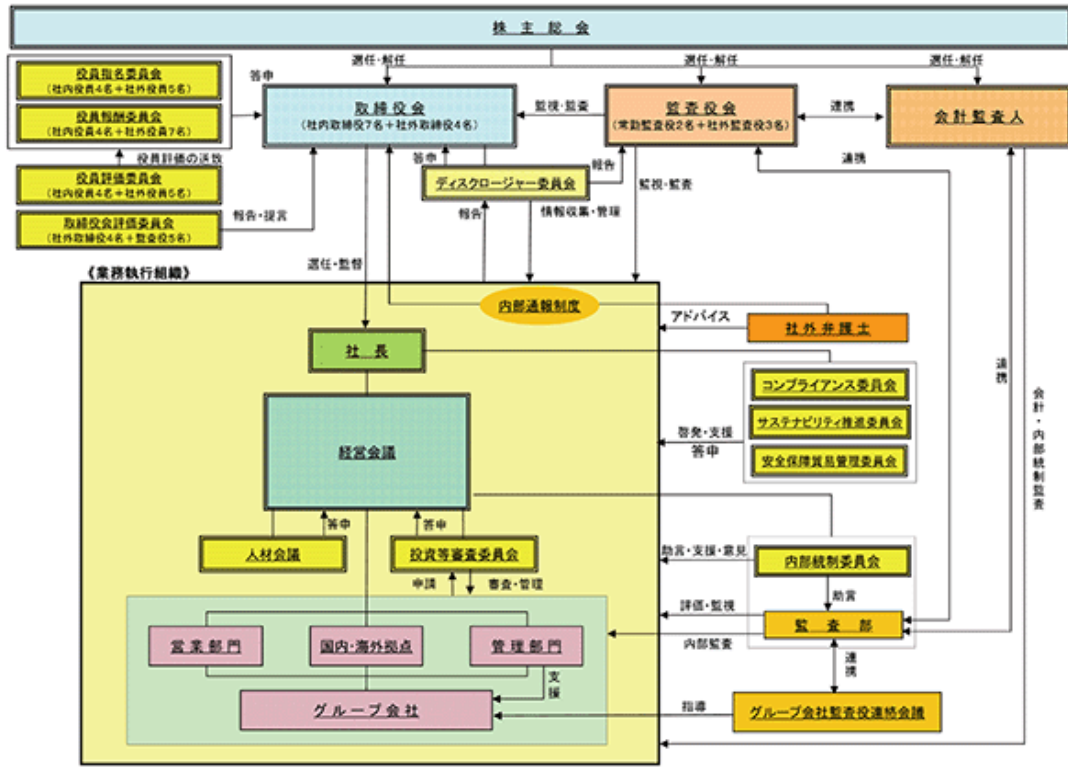 株主総会
選任・解任
選任・解任
選任・解任
役員指名委員会
(社内役員4名+社外役員5名)
答申
役員報酬委員会
(社内役員4名+社外役員7名)
取締役会
(社内取締役7名+社外取締役4名)
監視・監査
監査役会
(常勤監査役2名+社外監査役3名)
連携
会計監査人
役員評価の送放
役員評価委員会
(社内役員4名+社外役員5名)
答申
ディスクロージャー委員会
報告
監視・監査
連携
取締役会評価委員会
(社外取締役4名+監査役5名)
報告・提言
報告
情報収集・管理
選任・監督
《業務執行組織》
内部通報制度
アドバイス
社外弁護士
社長
連携
会計・内部統制監査
コンプライアンス委員会
サステナビリティ推進委員会
安全保障貿易管理委員会
啓発・支援
答申
経営会議
答申
答申
人材会議
投資等審査委員会
申請
審査・管理
助言・支援・意見
内部統制委員会
助言
評価・監視
監査部
内部監査
連携
営業部門
国内・海外拠点
管理部門
支援
グループ会社
指導
グループ会社監査役連絡会議